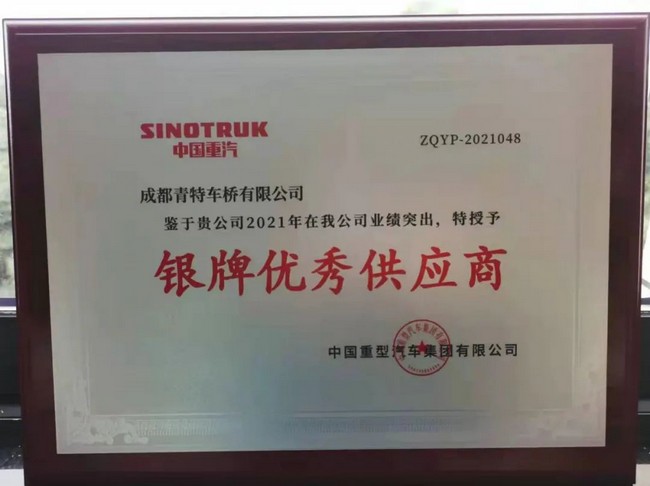 SINOTRUK
中国重汽
ZQYP-2021048
成都青特车桥有限公司
鉴于贵公司2021年在我公司业绩突出，特授予
银牌优秀供应商
中国重型汽车集团有限公司